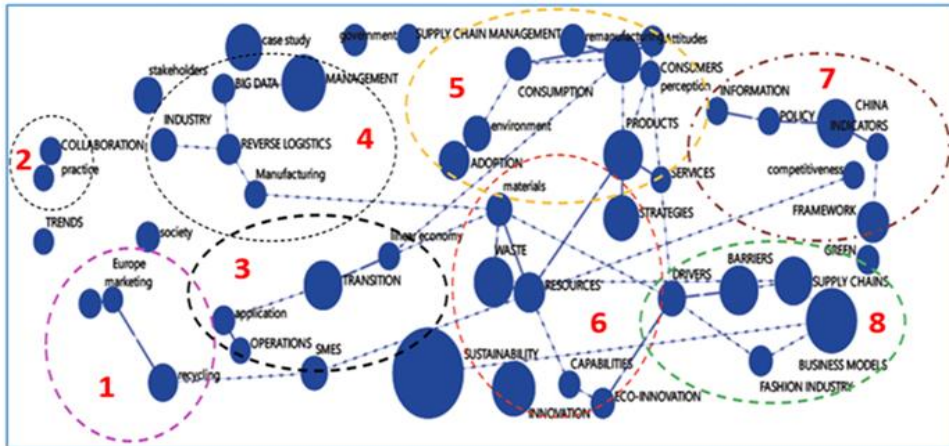 case study
government
SUPPLY CHAIN MANAGEMENT
remanufacturing
attitudes
stakeholders
BIG DATA
MANAGEMENT
5
CONSUMPTION
CONSUMERS
perception
7
INFORMATION
CHINA
POLICY
INDICATORS
INDUSTRY
REVERSE LOGISTICS
4
environment
PRODUCTS
2
COLLABORATION
practice
ADOPTION
Manufacturing
materials
SERVICES
competitiveness
TRENDS
society
linear economy
STRATEGIES
FRAMEWORK
GREEN
3
WASTE
Europe
marketing
TRANSITION
RESOURCES
DRIVERS
BARRIERS
SUPPLY CHAINS
application
6
8
OPERATIONS
SMES
SUSTAINABILITY
CAPABILITIES
BUSINESS MODELS
1
recycling
INNOVATION
ECO-INNOVATION
FASHION INDUSTRY